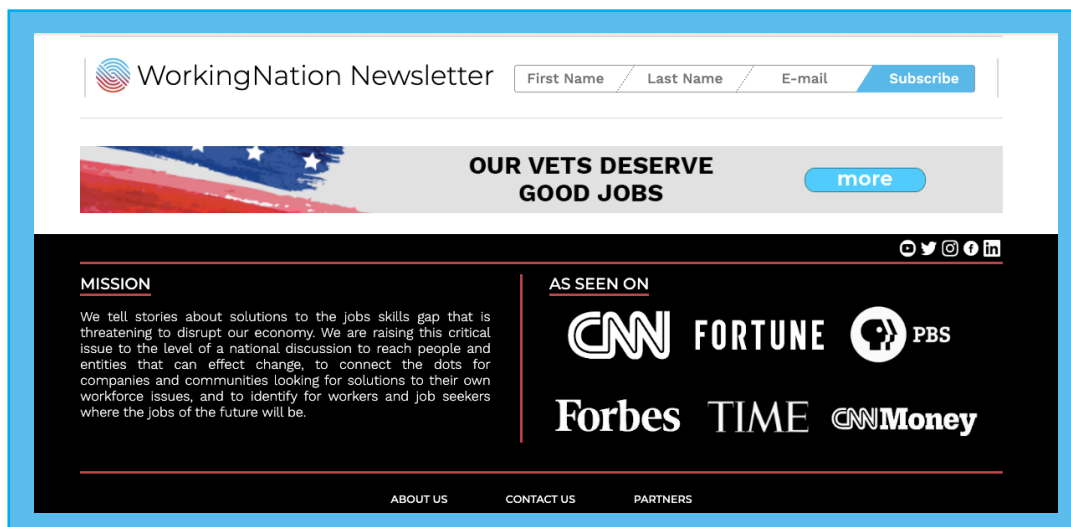 WorkingNation Newsletter
First Name Last Name E-mail Subscribe
OUR VETS DESERVE
GOOD JOBS
more
MISSION
We tell stories about solutions to the jobs skills gap that is
threatening to disrupt our economy. We are raising this critical
issue to the level of a national discussion to reach people and
entities that can effect change, to connect the dots for
companies and communities looking for solutions to their own
workforce issues, and to identify for workers and job seekers
where the jobs of the future will be.
AS SEEN ON
CNN FORTUNE PBS
Forbes TIME CNNMoney
ABOUT US CONTACT US PARTNERS